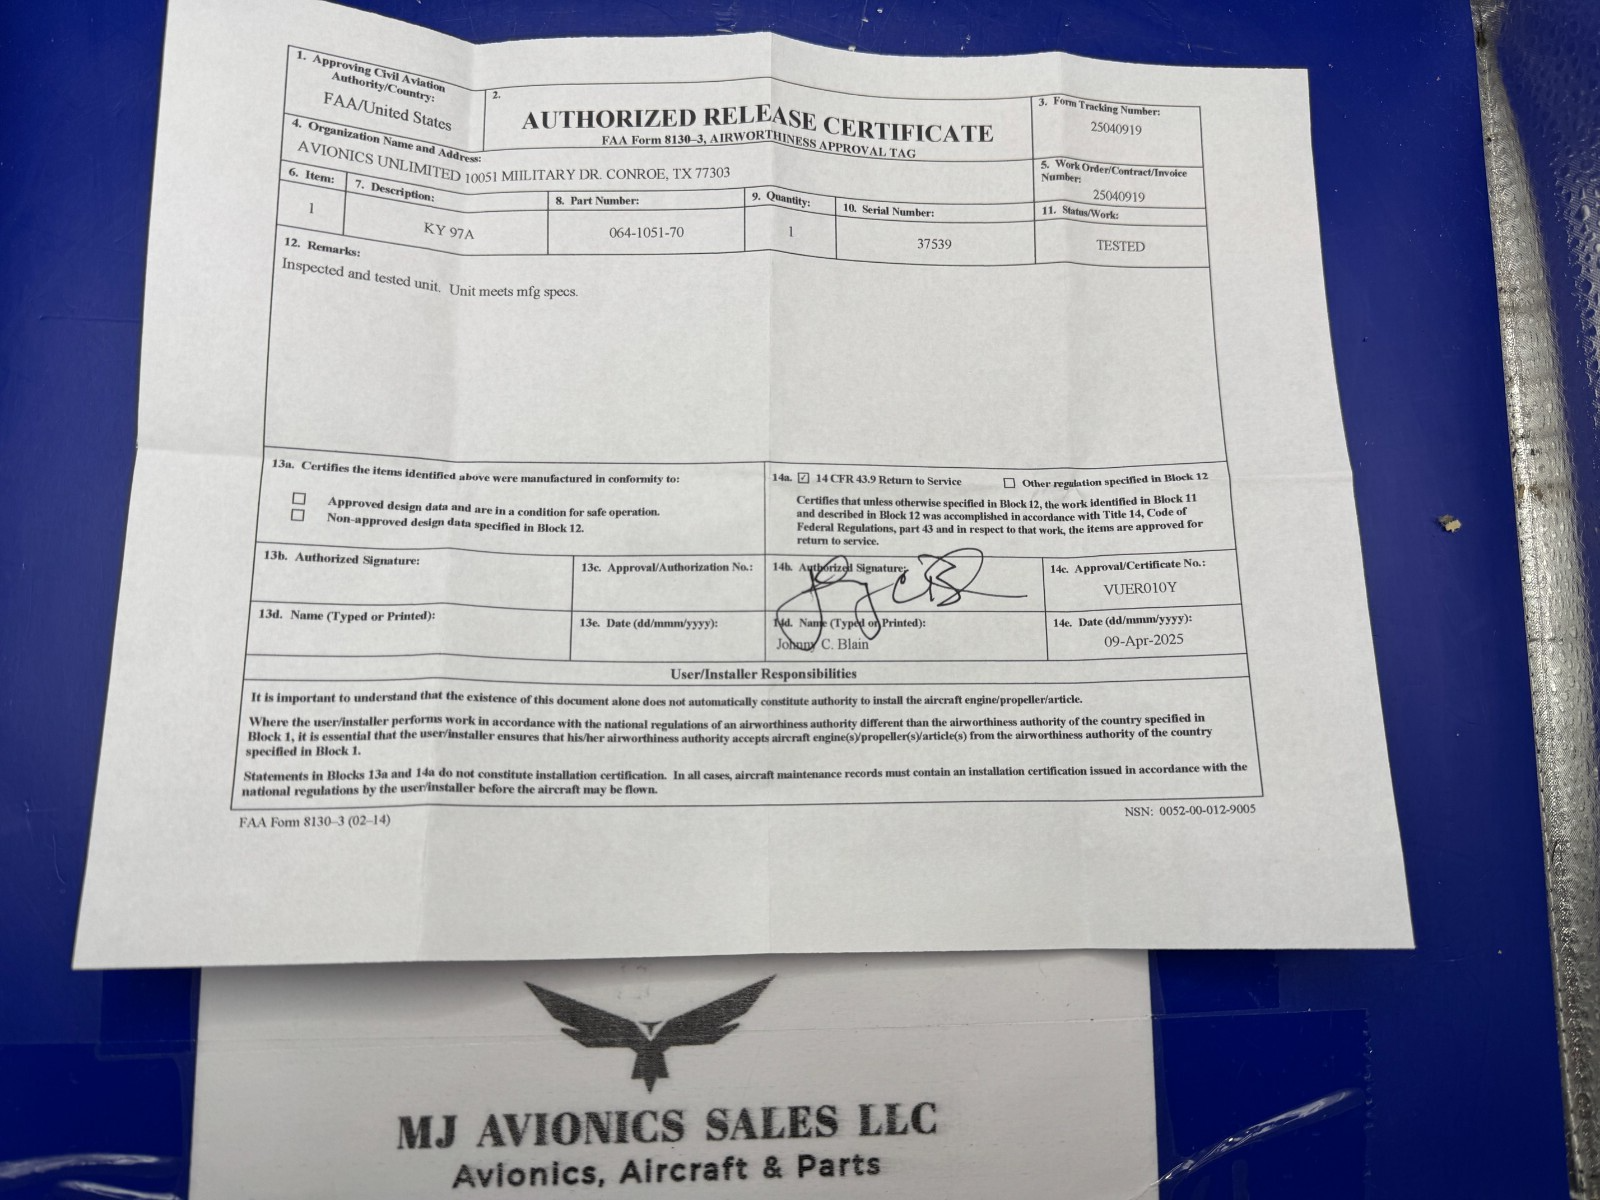 1. Approving Civil Aviation
Authority/Country:
FAA/United States
2.
AUTHORIZED RELEASE CERTIFICATE
FAA Form 8130–3, AIRWORTHINESS APPROVAL TAG
3. Form Tracking Number:
25040919
4. Organization Name and Address:
AVIONICS UNLIMITED 10051 MIILITARY DR. CONROE, TX 77303
5. Work Order/Contract/Invoice
Number:
25040919
6. Item:
1
7. Description:
KY 97A
8. Part Number:
064-1051-70
9. Quantity:
1
10. Serial Number:
37539
11. Status/Work:
TESTED
12. Remarks:
Inspected and tested unit. Unit meets mfg specs.
13a. Certifies the items identified above were manufactured in conformity to:
Approved design data and are in a condition for safe operation.
Non-approved design data specified in Block 12.
14a. ☑ 14 CFR 43.9 Return to Service ☐ Other regulation specified in Block 12
Certifies that unless otherwise specified in Block 12, the work identified in Block 11
and described in Block 12 was accomplished in accordance with Title 14, Code of
Federal Regulations, part 43 and in respect to that work, the items are approved for
return to service.
13b. Authorized Signature:
13c. Approval/Authorization No.:
14b. Authorized Signature:
14c. Approval/Certificate No.:
VUER010Y
13d. Name (Typed or Printed):
13e. Date (dd/mmm/yyyy):
14d. Name (Typed or Printed):
Johnny C. Blain
14e. Date (dd/mmm/yyyy):
09-Apr-2025
User/Installer Responsibilities
It is important to understand that the existence of this document alone does not automatically constitute authority to install the aircraft engine/propeller/article.
Where the user/installer performs work in accordance with the national regulations of an airworthiness authority different than the airworthiness authority of the country specified in
Block 1, it is essential that the user/installer ensures that his/her airworthiness authority accepts aircraft engine(s)/propeller(s)/article(s) from the airworthiness authority of the country
specified in Block 1.
Statements in Blocks 13a and 14a do not constitute installation certification. In all cases, aircraft maintenance records must contain an installation certification issued in accordance with the
national regulations by the user/installer before the aircraft may be flown.
FAA Form 8130–3 (02–14)
NSN: 0052-00-012-9005
MJ AVIONICS SALES LLC
Avionics, Aircraft & Parts